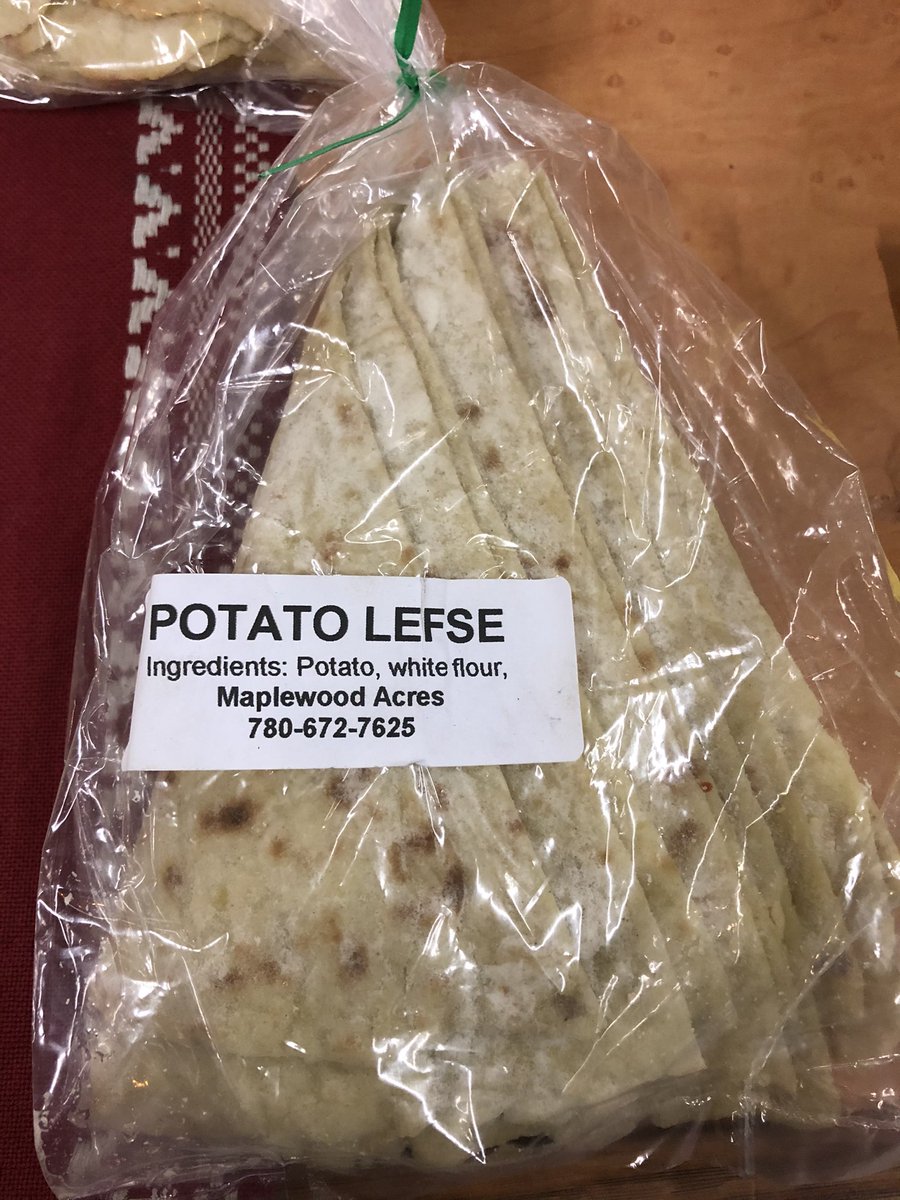 POTATO LEFSE
Ingredients: Potato, white flour,
Maplewood Acres
780-672-7625